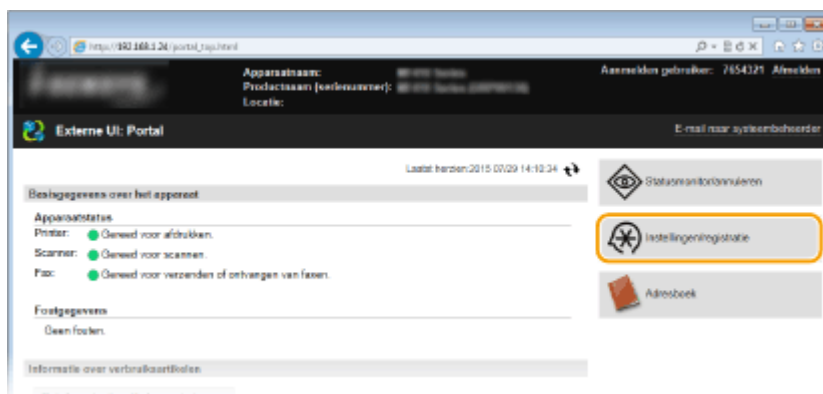 http://192.168.1.24/portal_top.html
Apparaatnaam:
Productnaam (serienummer):
Locatie:
Aanmelden gebruiker: 7654321 Afmelden
Externe UI: Portal
E-mail naar systeembeheerder
Laatst herzien:2015 07/29 14:10:34
Basisgegevens over het apparaat
Apparaatstatus
Printer: Gereed voor afdrukken.
Scanner: Gereed voor scannen.
Fax: Gereed voor verzenden of ontvangen van faxen.
Foutgegevens
Geen fouten.
Informatie over verbruiksartikelen
Statusmonitor/annuleren
Instellingen/registratie
Adresboek